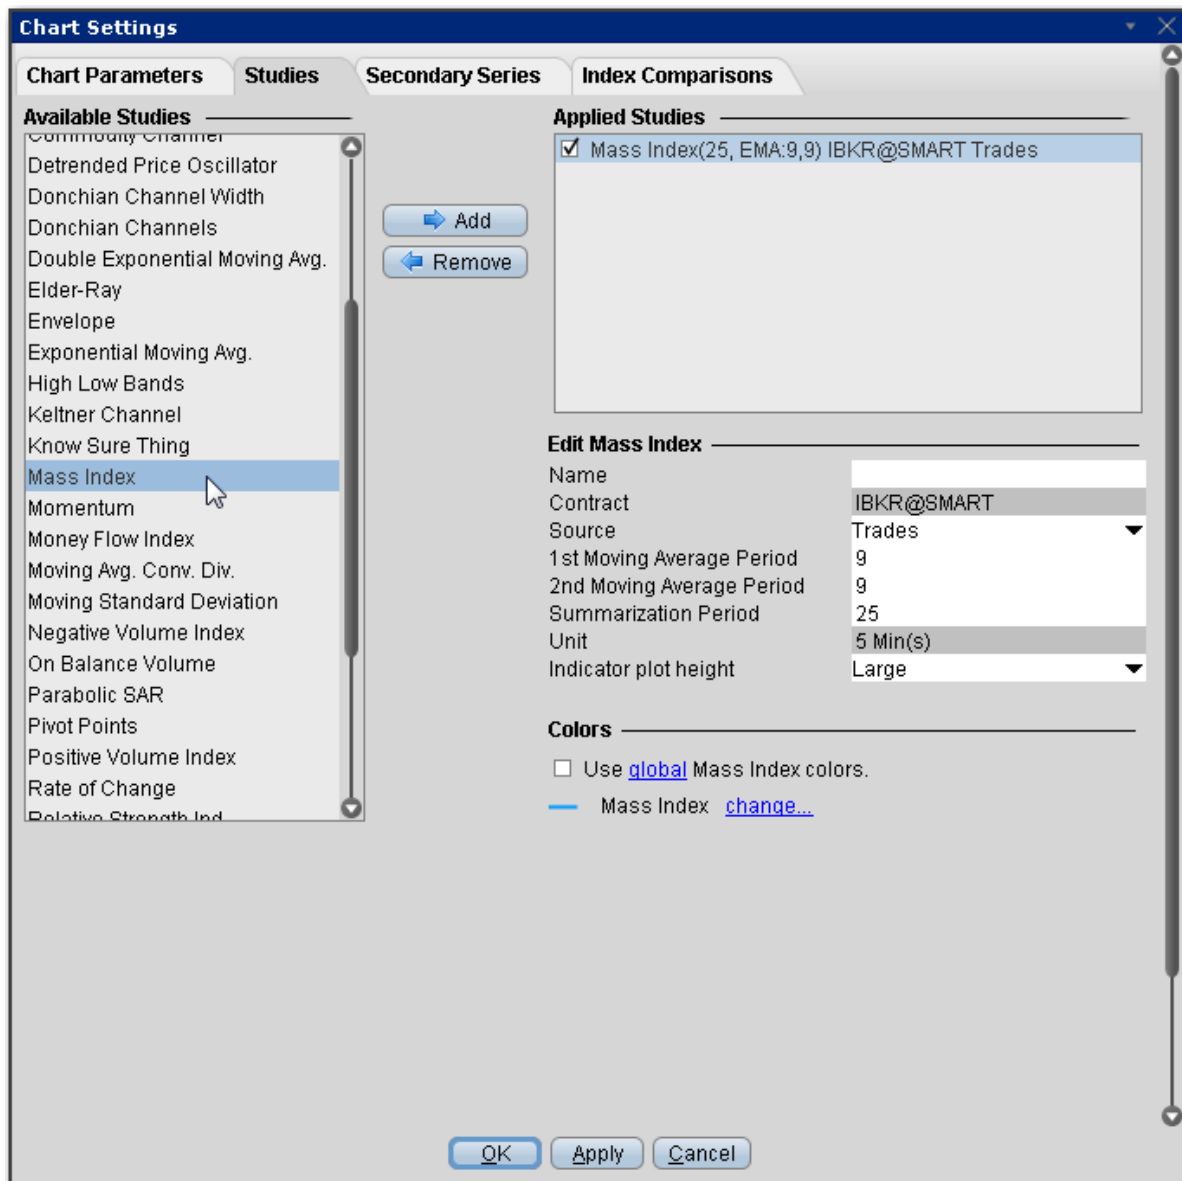 Chart Settings
Chart Parameters
Studies
Secondary Series
Index Comparisons
Available Studies
Commodity Channel
Detrended Price Oscillator
Donchian Channel Width
Donchian Channels
Double Exponential Moving Avg.
Elder-Ray
Envelope
Exponential Moving Avg.
High Low Bands
Keltner Channel
Know Sure Thing
Mass Index
Momentum
Money Flow Index
Moving Avg. Conv. Div.
Moving Standard Deviation
Negative Volume Index
On Balance Volume
Parabolic SAR
Pivot Points
Positive Volume Index
Rate of Change
Relative Strength Ind
Add
Remove
Applied Studies
Mass Index(25, EMA:9,9) IBKR@SMART Trades
Edit Mass Index
Name
Contract IBKR@SMART
Source Trades
1st Moving Average Period 9
2nd Moving Average Period 9
Summarization Period 25
Unit 5 Min(s)
Indicator plot height Large
Colors
Use global Mass Index colors.
Mass Index change...
OK Apply Cancel